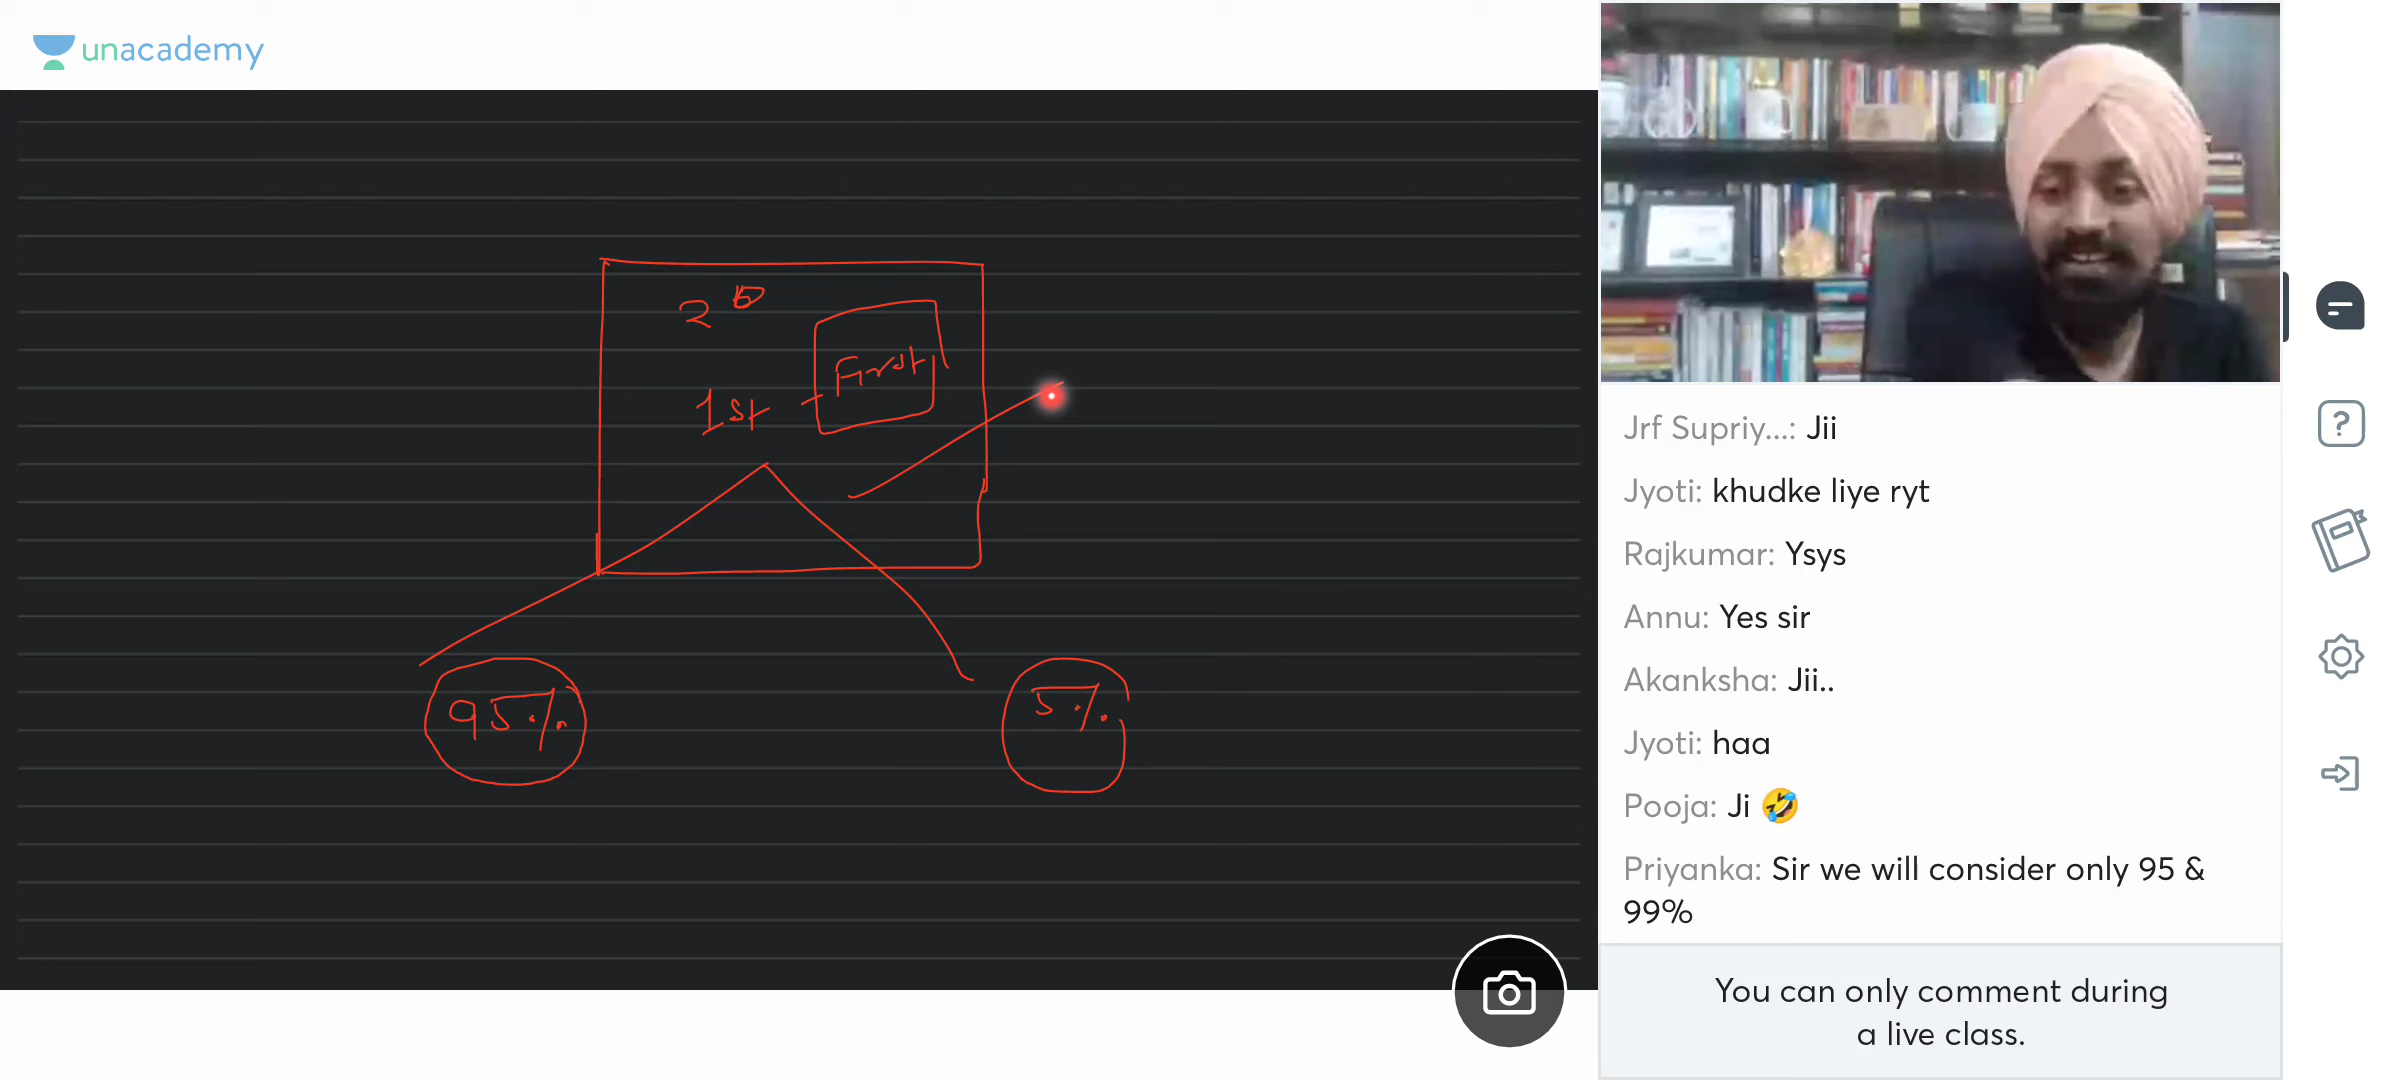 unacademy
2
1st - First
95%
5%
Jrf Supriy...: Jii
Jyoti: khudke liye ryt
Rajkumar: Ysys
Annu: Yes sir
Akanksha: Jii..
Jyoti: haa
Pooja: Ji 🤣
Priyanka: Sir we will consider only 95 &
99%
You can only comment during
a live class.